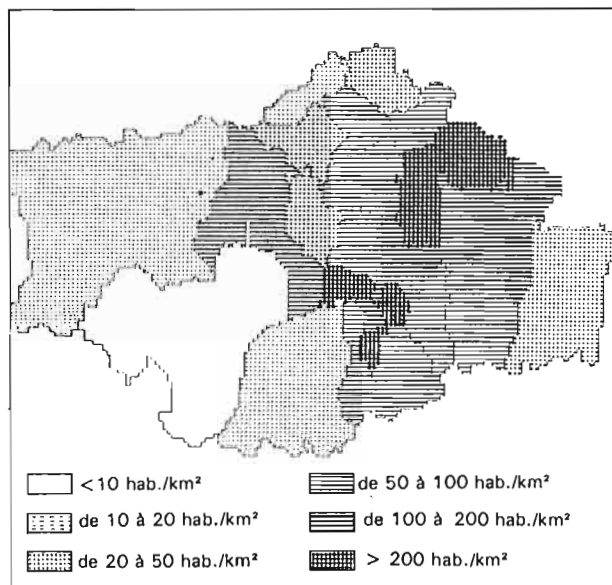 <10 hab./km²
de 10 à 20 hab./km²
de 20 à 50 hab./km²
de 50 à 100 hab./km²
de 100 à 200 hab./km²
> 200 hab./km²